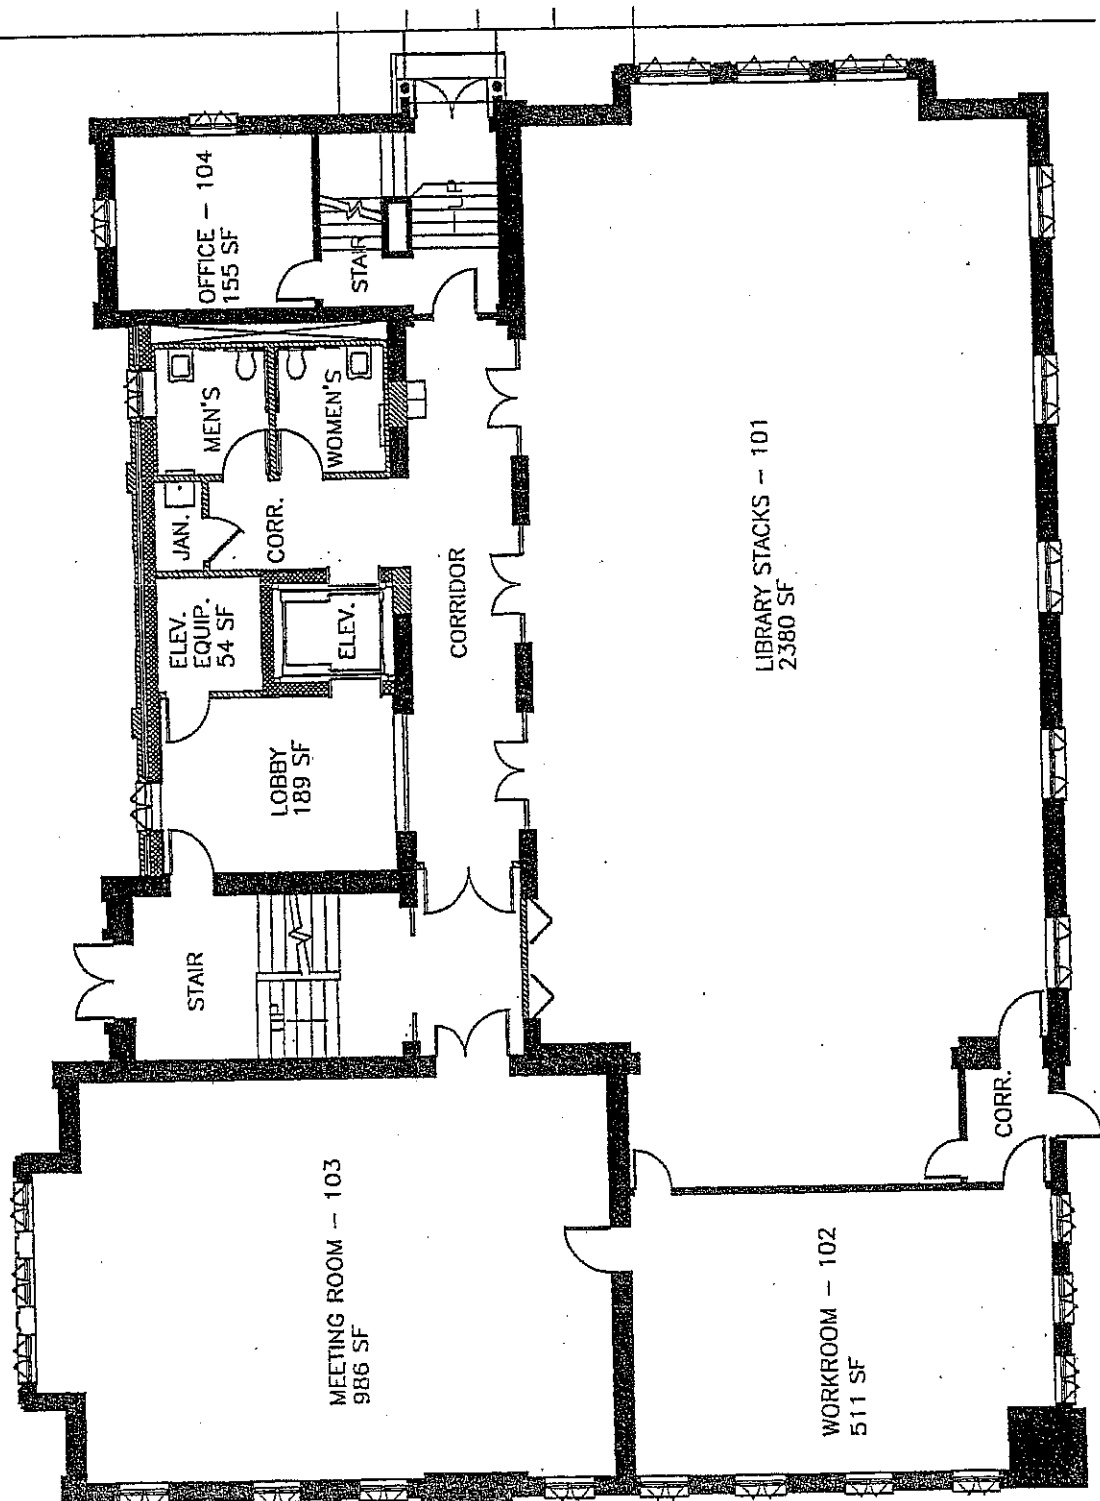 OFFICE - 104
155 SF
STAIR
UP
MEN'S
WOMEN'S
JAN.
CORR.
ELEV.
EQUIP.
54 SF
ELEV.
CORRIDOR
LOBBY
189 SF
STAIR
UP
LIBRARY STACKS - 101
2380 SF
MEETING ROOM - 103
986 SF
WORKROOM - 102
511 SF
CORR.